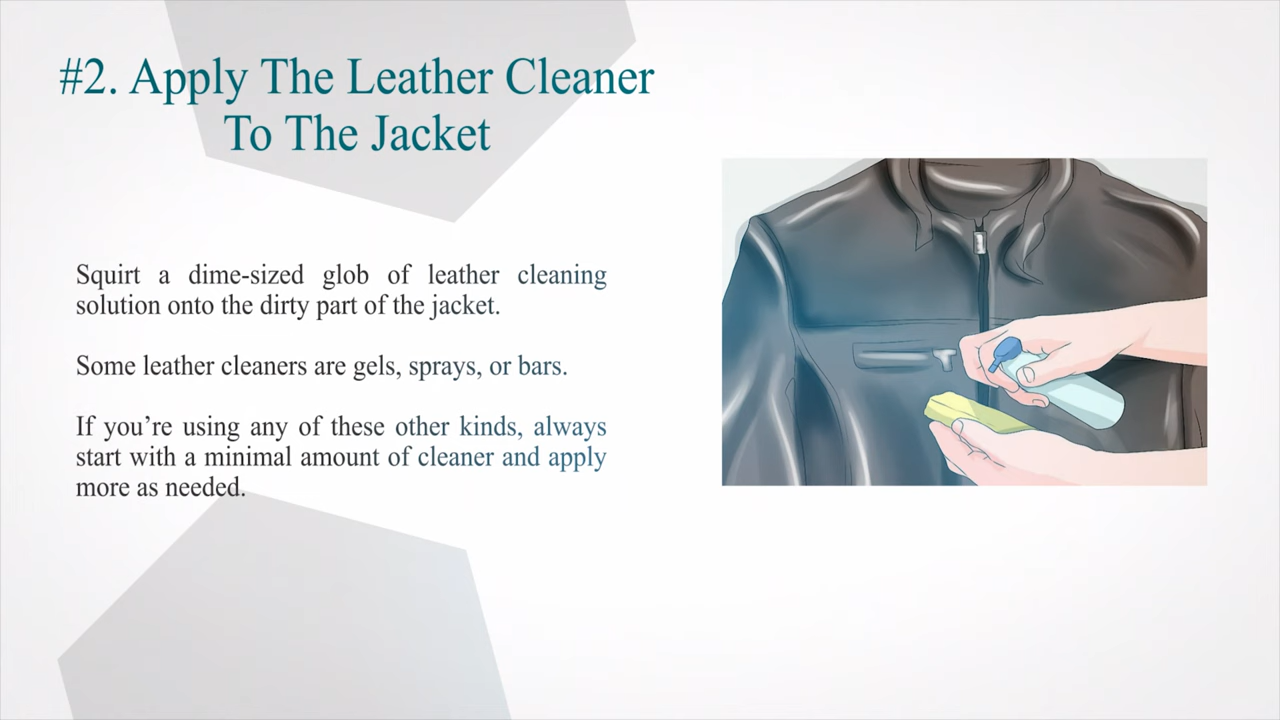 #2. Apply The Leather Cleaner
To The Jacket
Squirt a dime-sized glob of leather cleaning
solution onto the dirty part of the jacket.
Some leather cleaners are gels, sprays, or bars.
If you’re using any of these other kinds, always
start with a minimal amount of cleaner and apply
more as needed.